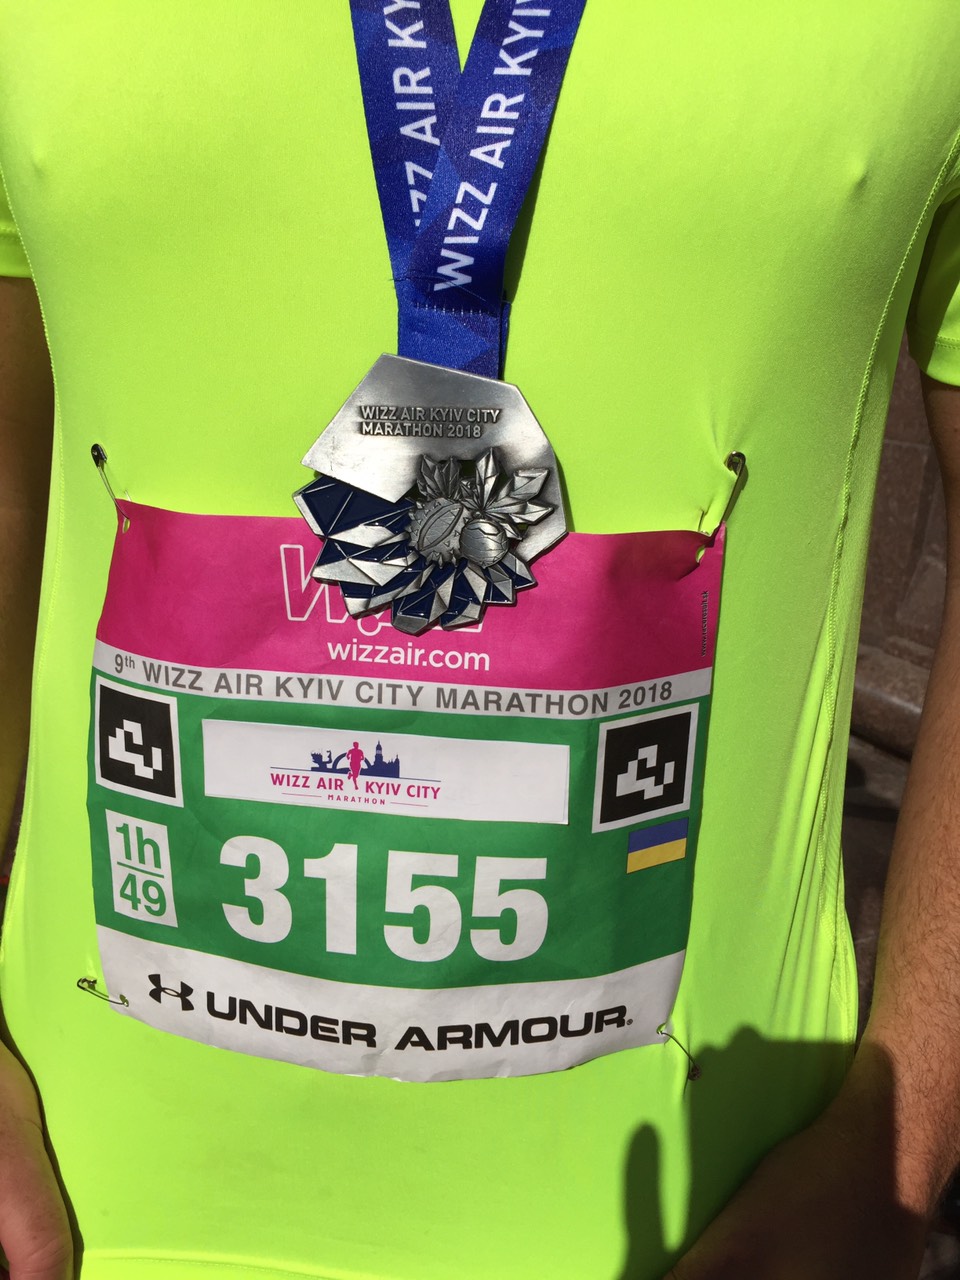 WIZZ AIR KY
WIZZ AIR KYIV
WIZZ AIR KYIV CITY
MARATHON 2018
wizzair.com
9th WIZZ AIR KYIV CITY MARATHON 2018
WIZZ AIR KYIV CITY
MARATHON
1h
49
3155
UNDER ARMOUR